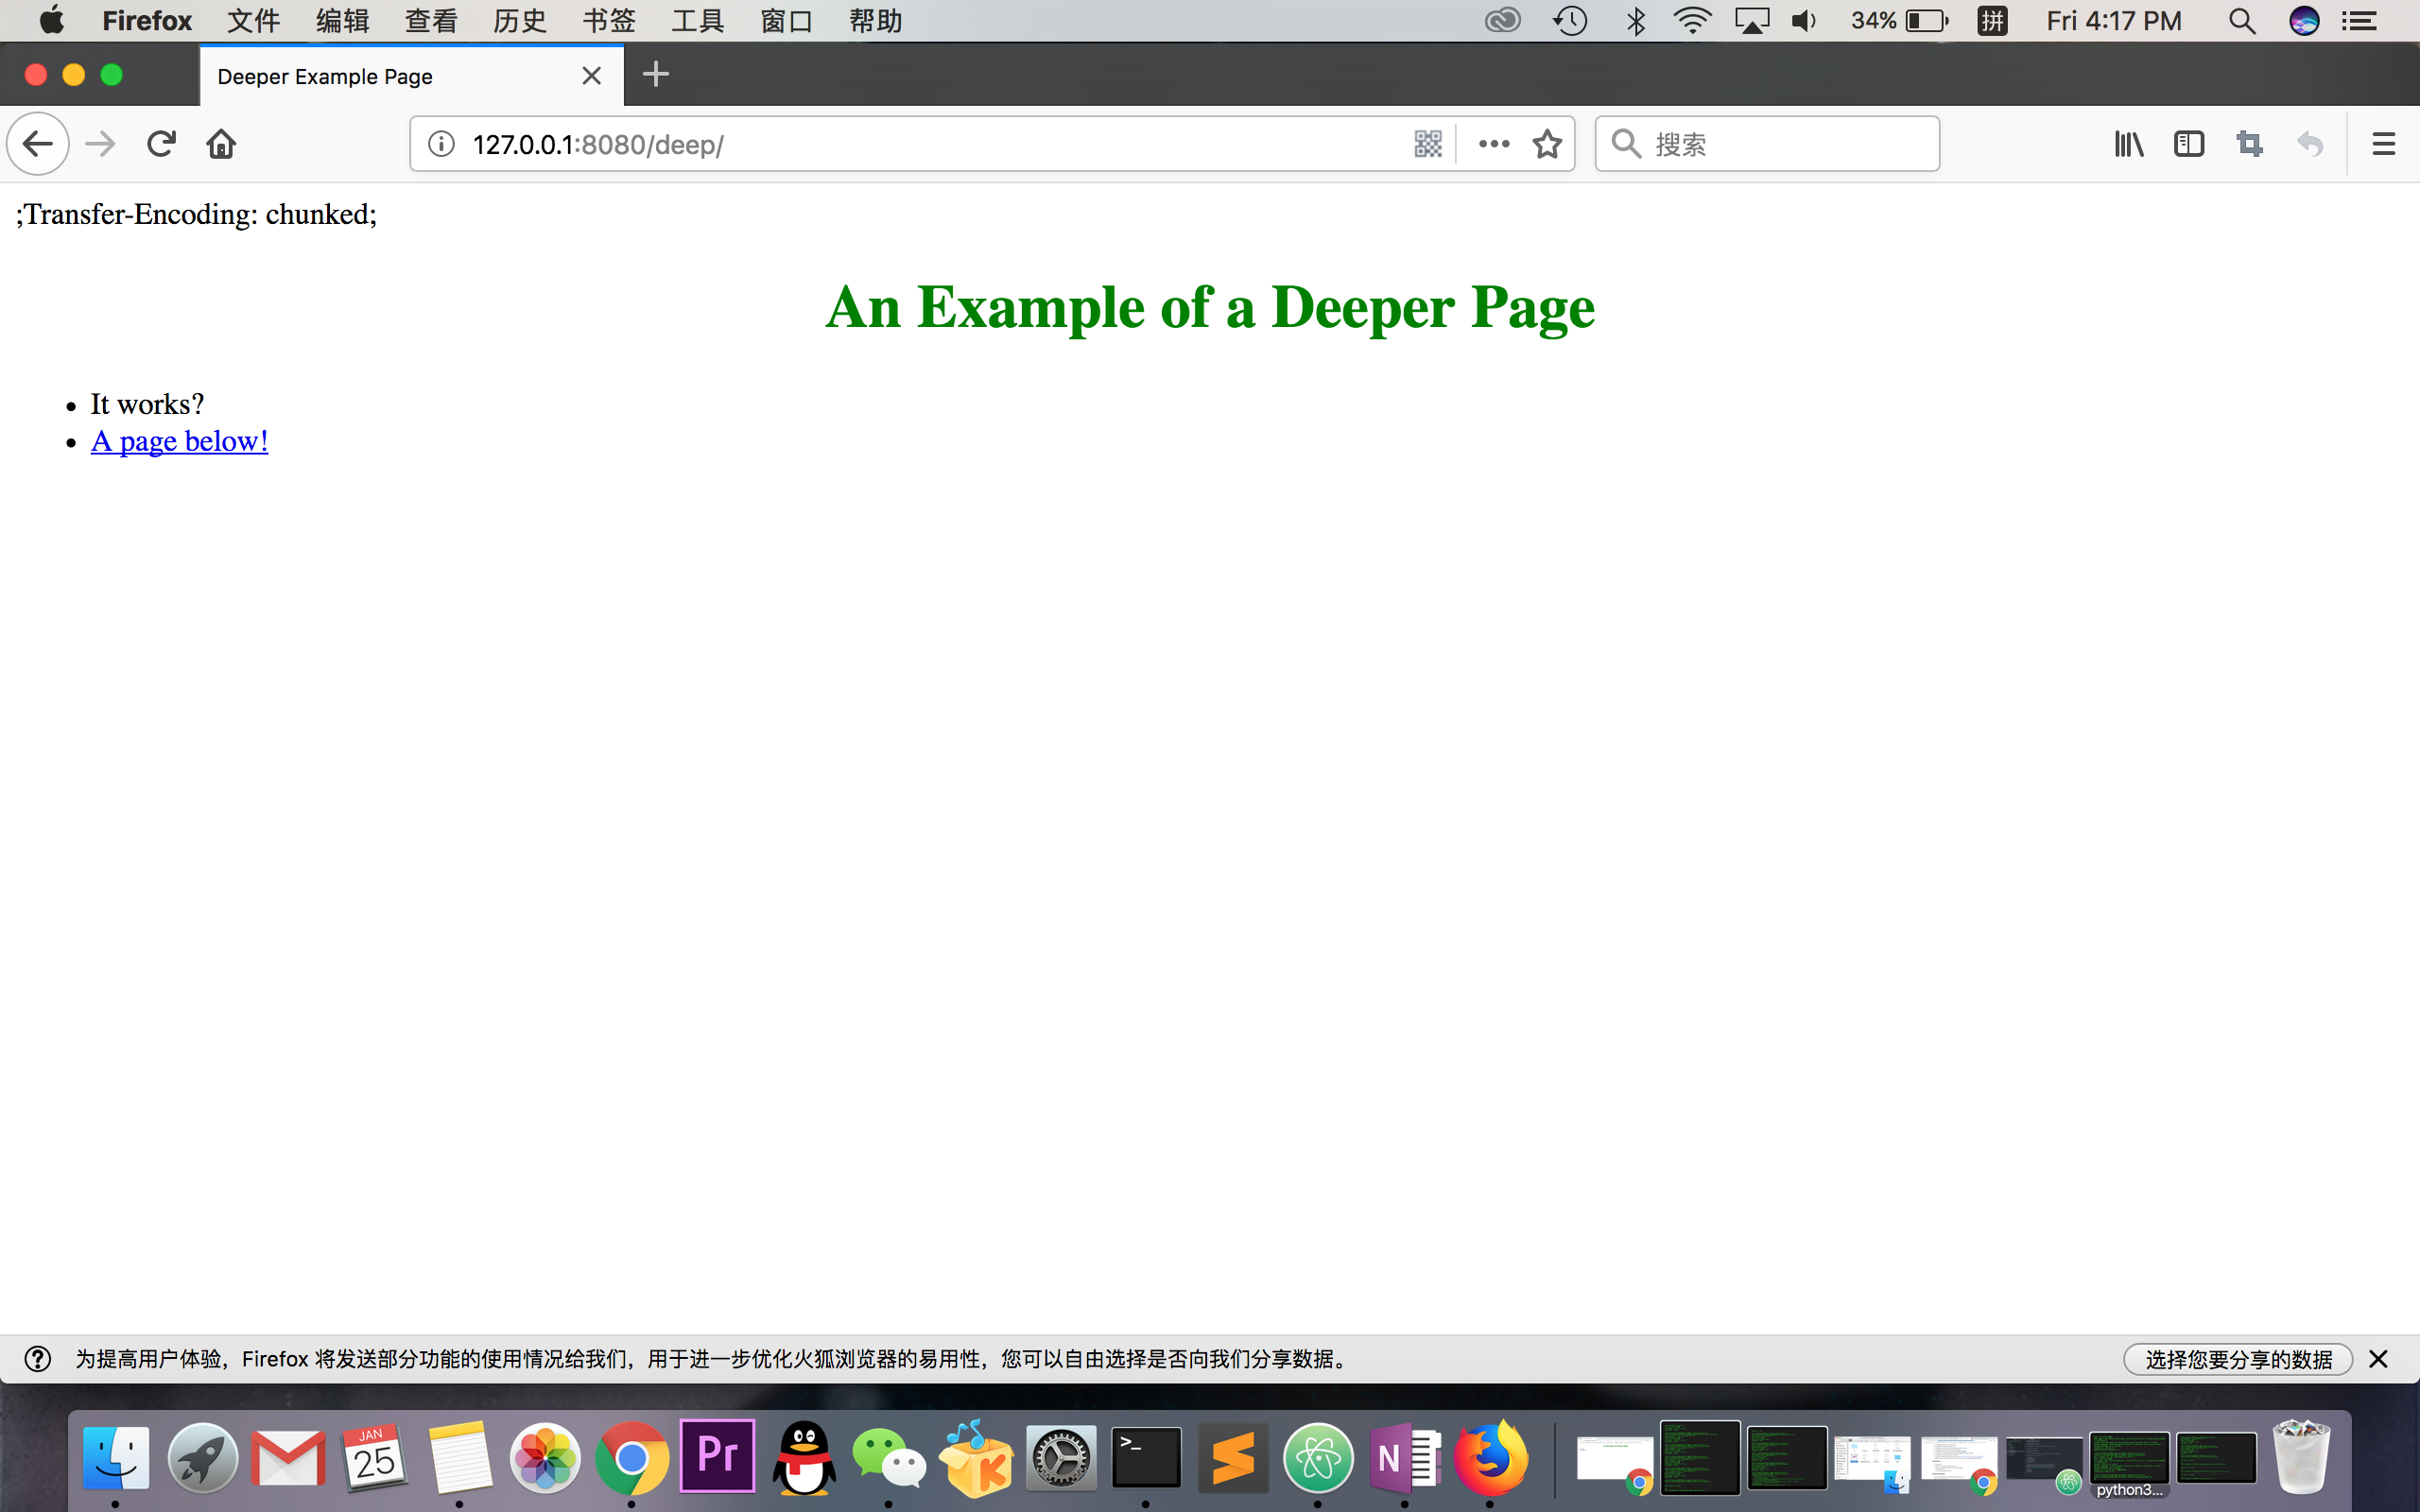 Firefox 文件 编辑 查看 历史 书签 工具 窗口 帮助 34% 拼 Fri 4:17 PM
Deeper Example Page
127.0.0.1:8080/deep/ 搜索
;Transfer-Encoding: chunked;
An Example of a Deeper Page
It works?
A page below!
为提高用户体验，Firefox 将发送部分功能的使用情况给我们，用于进一步优化火狐浏览器的易用性，您可以自由选择是否向我们分享数据。 选择您要分享的数据
JAN
25
Pr
K
>_
N
python3...